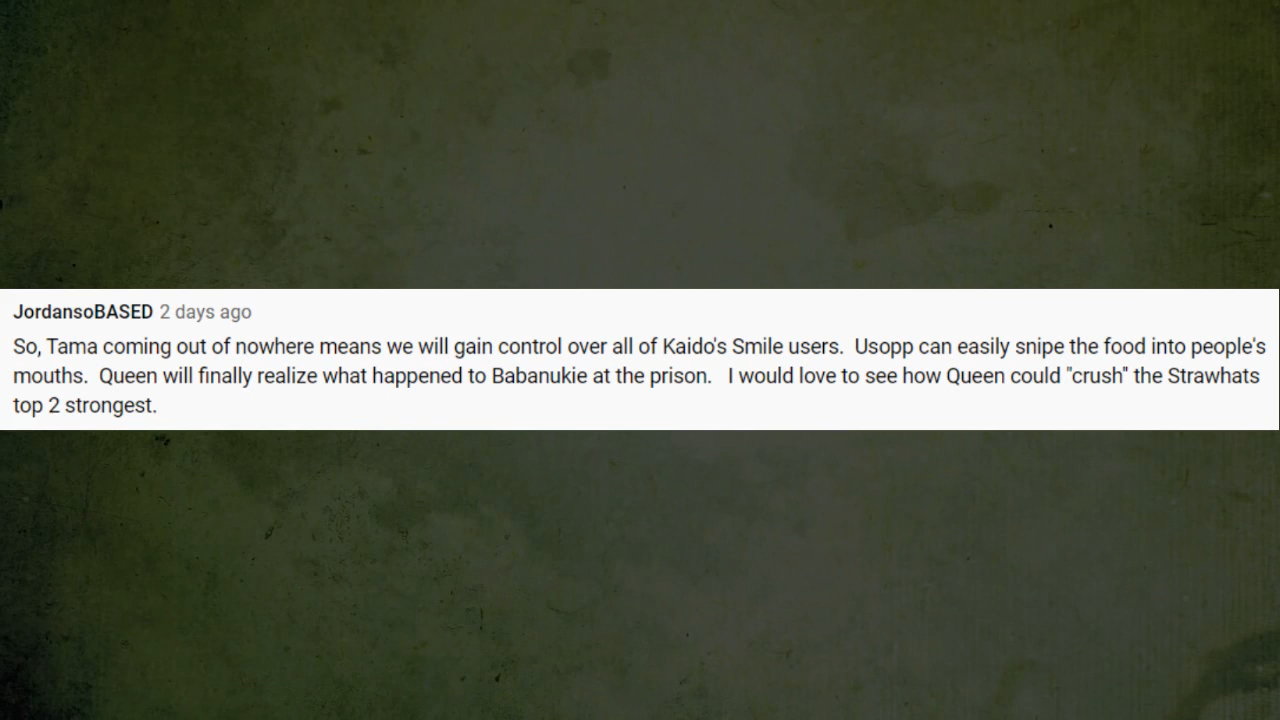 JordansoBASED 2 days ago
So, Tama coming out of nowhere means we will gain control over all of Kaido's Smile users.  Usopp can easily snipe the food into people's
mouths.  Queen will finally realize what happened to Babanukie at the prison.   I would love to see how Queen could "crush" the Strawhats
top 2 strongest.